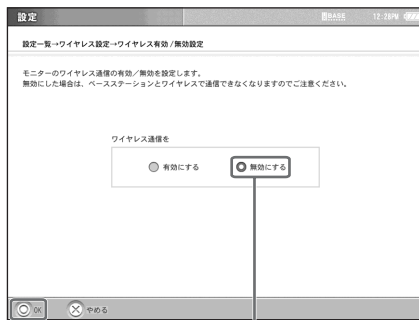 設定 BASE 12:28PM
設定一覧→ワイヤレス設定→ワイヤレス有効/無効設定
モニターのワイヤレス通信の有効/無効を設定します。
無効にした場合は、ベースステーションとワイヤレスで通信できなくなりますのでご注意ください。
ワイヤレス通信を
有効にする 無効にする
OK やめる